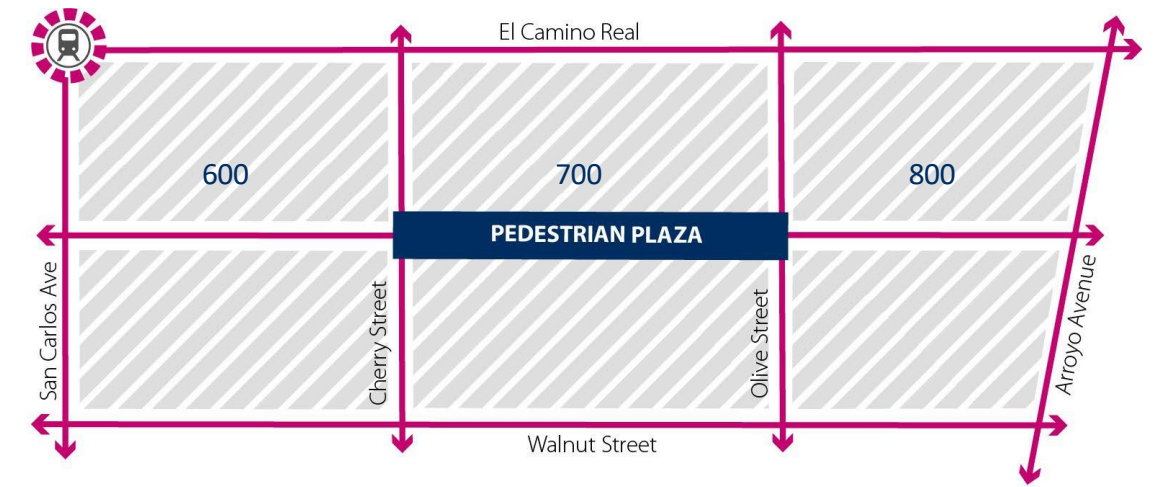 El Camino Real
600
700
800
PEDESTRIAN PLAZA
San Carlos Ave
Cherry Street
Olive Street
Arroyo Avenue
Walnut Street